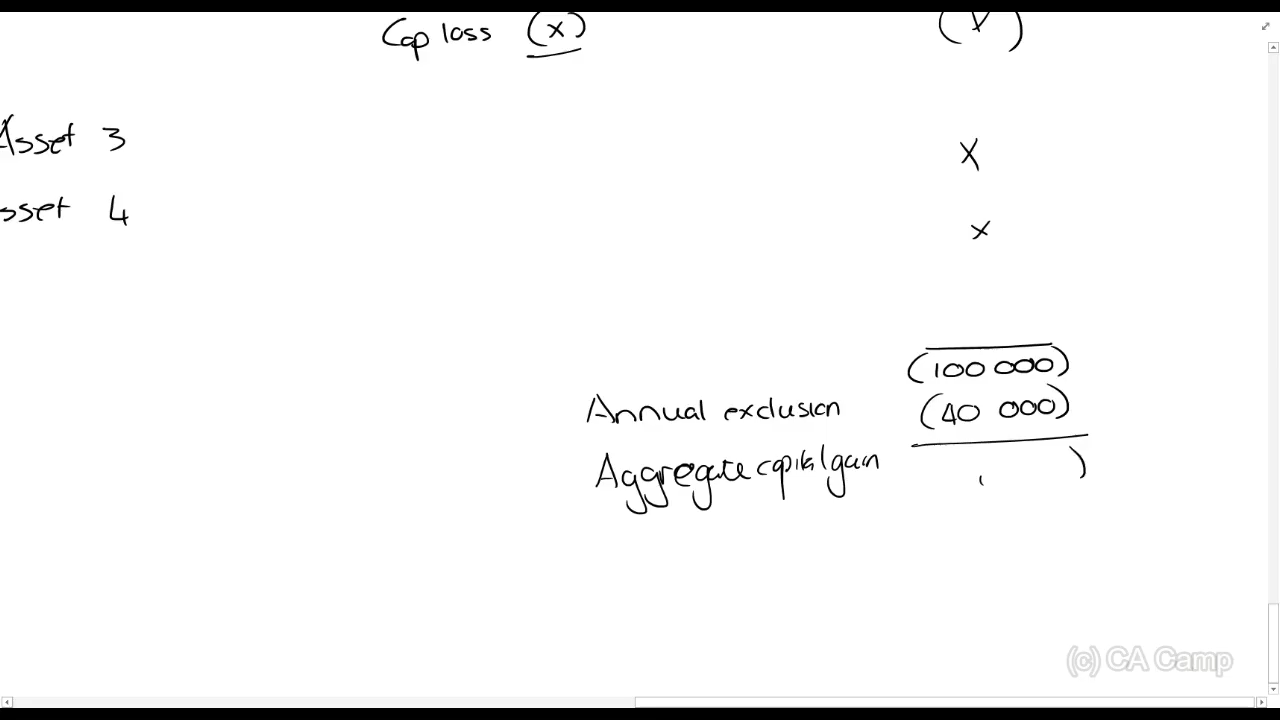 Cap loss (x) (x)
Asset 3 X
sset 4 x
(100 000)
Annual exclusion (40 000)
Aggregate capital gain ( )
(c) CA Camp